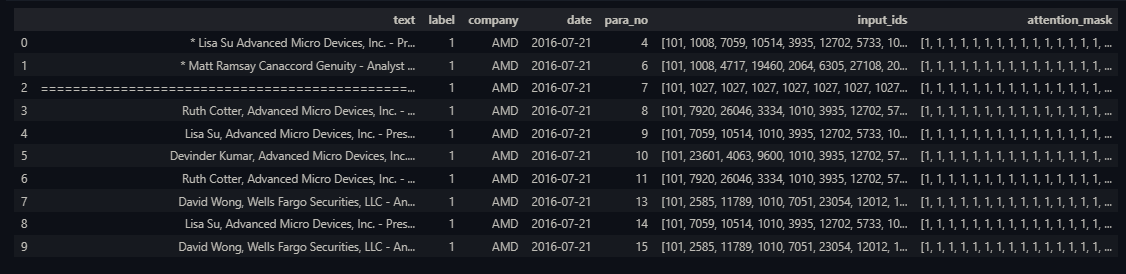 text label company date para_no input_ids attention_mask
0 * Lisa Su Advanced Micro Devices, Inc. - Pr... 1 AMD 2016-07-21 4 [101, 1008, 7059, 10514, 3935, 12702, 5733, 10... [1, 1, 1, 1, 1, 1, 1, 1, 1, 1, 1, 1, 1, 1, 1, ...
1 * Matt Ramsay Canaccord Genuity - Analyst ... 1 AMD 2016-07-21 6 [101, 1008, 4717, 19460, 2064, 6305, 27108, 20... [1, 1, 1, 1, 1, 1, 1, 1, 1, 1, 1, 1, 1, 1, 1, ...
2 ==============================================... 1 AMD 2016-07-21 7 [101, 1027, 1027, 1027, 1027, 1027, 1027, 1027... [1, 1, 1, 1, 1, 1, 1, 1, 1, 1, 1, 1, 1, 1, 1, ...
3 Ruth Cotter, Advanced Micro Devices, Inc. - ... 1 AMD 2016-07-21 8 [101, 7920, 26046, 3334, 1010, 3935, 12702, 57... [1, 1, 1, 1, 1, 1, 1, 1, 1, 1, 1, 1, 1, 1, 1, ...
4 Lisa Su, Advanced Micro Devices, Inc. - Pres... 1 AMD 2016-07-21 9 [101, 7059, 10514, 1010, 3935, 12702, 5733, 10... [1, 1, 1, 1, 1, 1, 1, 1, 1, 1, 1, 1, 1, 1, 1, ...
5 Devinder Kumar, Advanced Micro Devices, Inc.... 1 AMD 2016-07-21 10 [101, 23601, 4063, 9600, 1010, 3935, 12702, 57... [1, 1, 1, 1, 1, 1, 1, 1, 1, 1, 1, 1, 1, 1, 1, ...
6 Ruth Cotter, Advanced Micro Devices, Inc. - ... 1 AMD 2016-07-21 11 [101, 7920, 26046, 3334, 1010, 3935, 12702, 57... [1, 1, 1, 1, 1, 1, 1, 1, 1, 1, 1, 1, 1, 1, 1, ...
7 David Wong, Wells Fargo Securities, LLC - An... 1 AMD 2016-07-21 13 [101, 2585, 11789, 1010, 7051, 23054, 12012, 1... [1, 1, 1, 1, 1, 1, 1, 1, 1, 1, 1, 1, 1, 1, 1, ...
8 Lisa Su, Advanced Micro Devices, Inc. - Pres... 1 AMD 2016-07-21 14 [101, 7059, 10514, 1010, 3935, 12702, 5733, 10... [1, 1, 1, 1, 1, 1, 1, 1, 1, 1, 1, 1, 1, 1, 1, ...
9 David Wong, Wells Fargo Securities, LLC - An... 1 AMD 2016-07-21 15 [101, 2585, 11789, 1010, 7051, 23054, 12012, 1... [1, 1, 1, 1, 1, 1, 1, 1, 1, 1, 1, 1, 1, 1, 1, ...